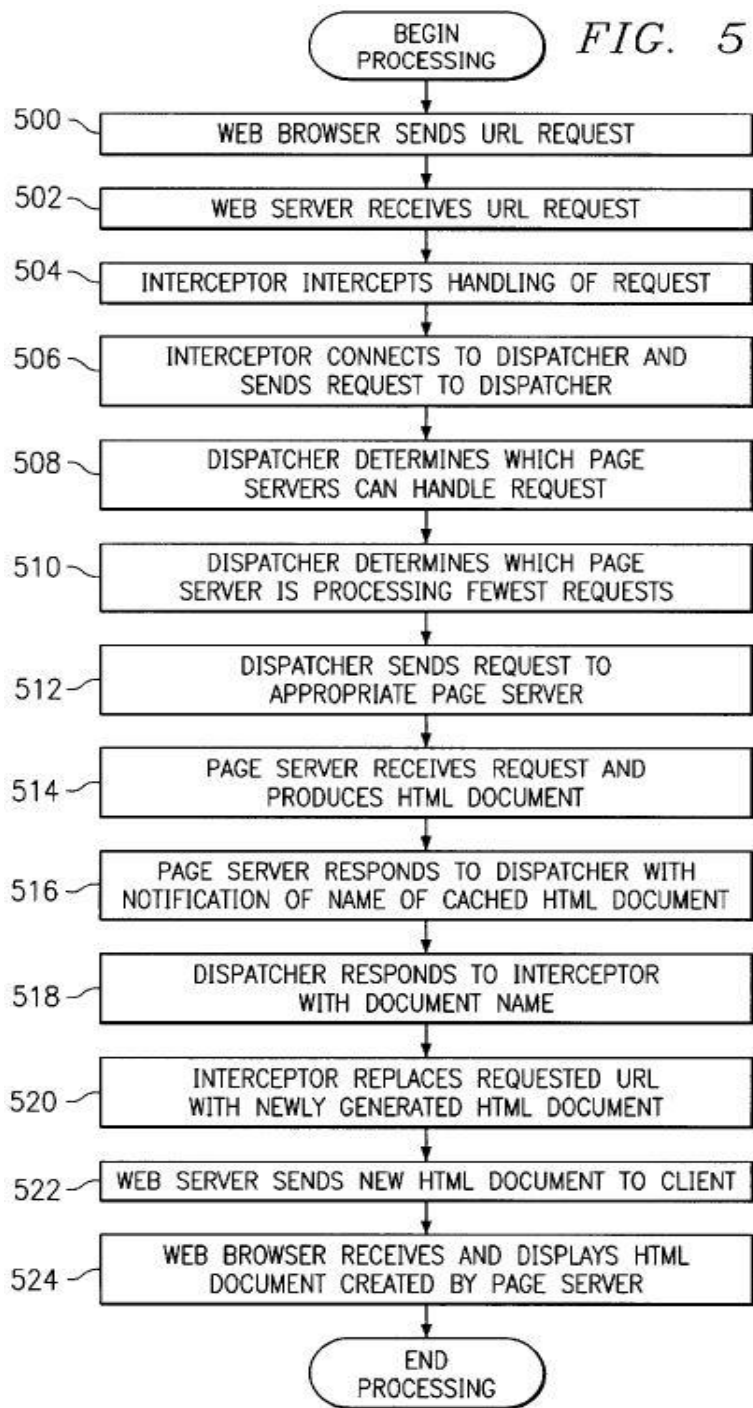 BEGIN
PROCESSING
FIG. 5
500
WEB BROWSER SENDS URL REQUEST
502
WEB SERVER RECEIVES URL REQUEST
504
INTERCEPTOR INTERCEPTS HANDLING OF REQUEST
506
INTERCEPTOR CONNECTS TO DISPATCHER AND
SENDS REQUEST TO DISPATCHER
508
DISPATCHER DETERMINES WHICH PAGE
SERVERS CAN HANDLE REQUEST
510
DISPATCHER DETERMINES WHICH PAGE
SERVER IS PROCESSING FEWEST REQUESTS
512
DISPATCHER SENDS REQUEST TO
APPROPRIATE PAGE SERVER
514
PAGE SERVER RECEIVES REQUEST AND
PRODUCES HTML DOCUMENT
516
PAGE SERVER RESPONDS TO DISPATCHER WITH
NOTIFICATION OF NAME OF CACHED HTML DOCUMENT
518
DISPATCHER RESPONDS TO INTERCEPTOR
WITH DOCUMENT NAME
520
INTERCEPTOR REPLACES REQUESTED URL
WITH NEWLY GENERATED HTML DOCUMENT
522
WEB SERVER SENDS NEW HTML DOCUMENT TO CLIENT
524
WEB BROWSER RECEIVES AND DISPLAYS HTML
DOCUMENT CREATED BY PAGE SERVER
END
PROCESSING